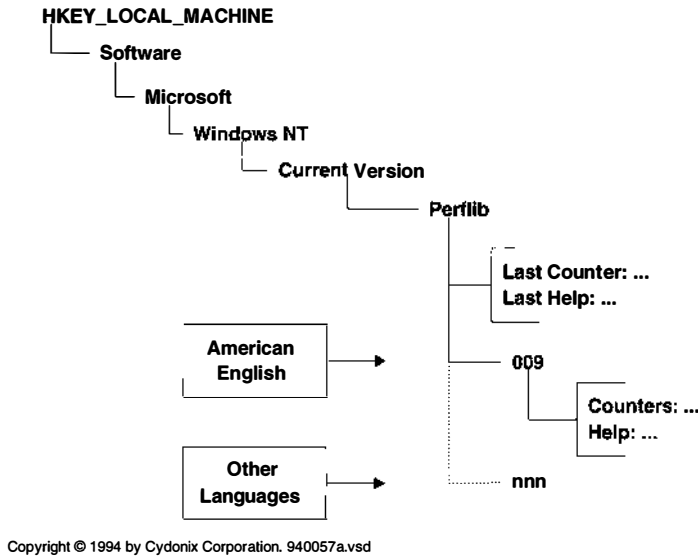 HKEY_LOCAL_MACHINE
Software
Microsoft
Windows NT
Current Version
Perflib
Last Counter: ...
Last Help: ...
American
English
009
Counters: ...
Help: ...
Other
Languages
nnn
Copyright © 1994 by Cydonix Corporation. 940057a.vsd